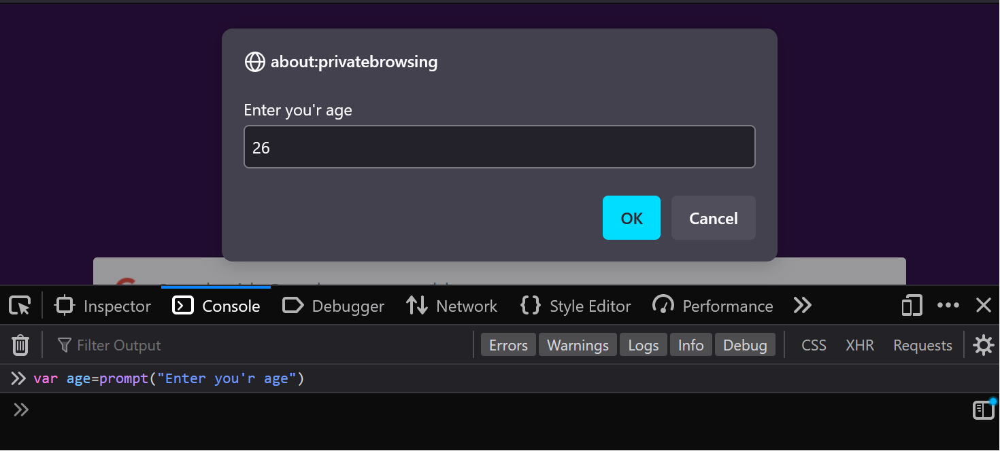 about:privatebrowsing
Enter you'r age
26
OK Cancel
Inspector Console Debugger Network Style Editor Performance
Filter Output Errors Warnings Logs Info Debug CSS XHR Requests
var age=prompt("Enter you'r age")